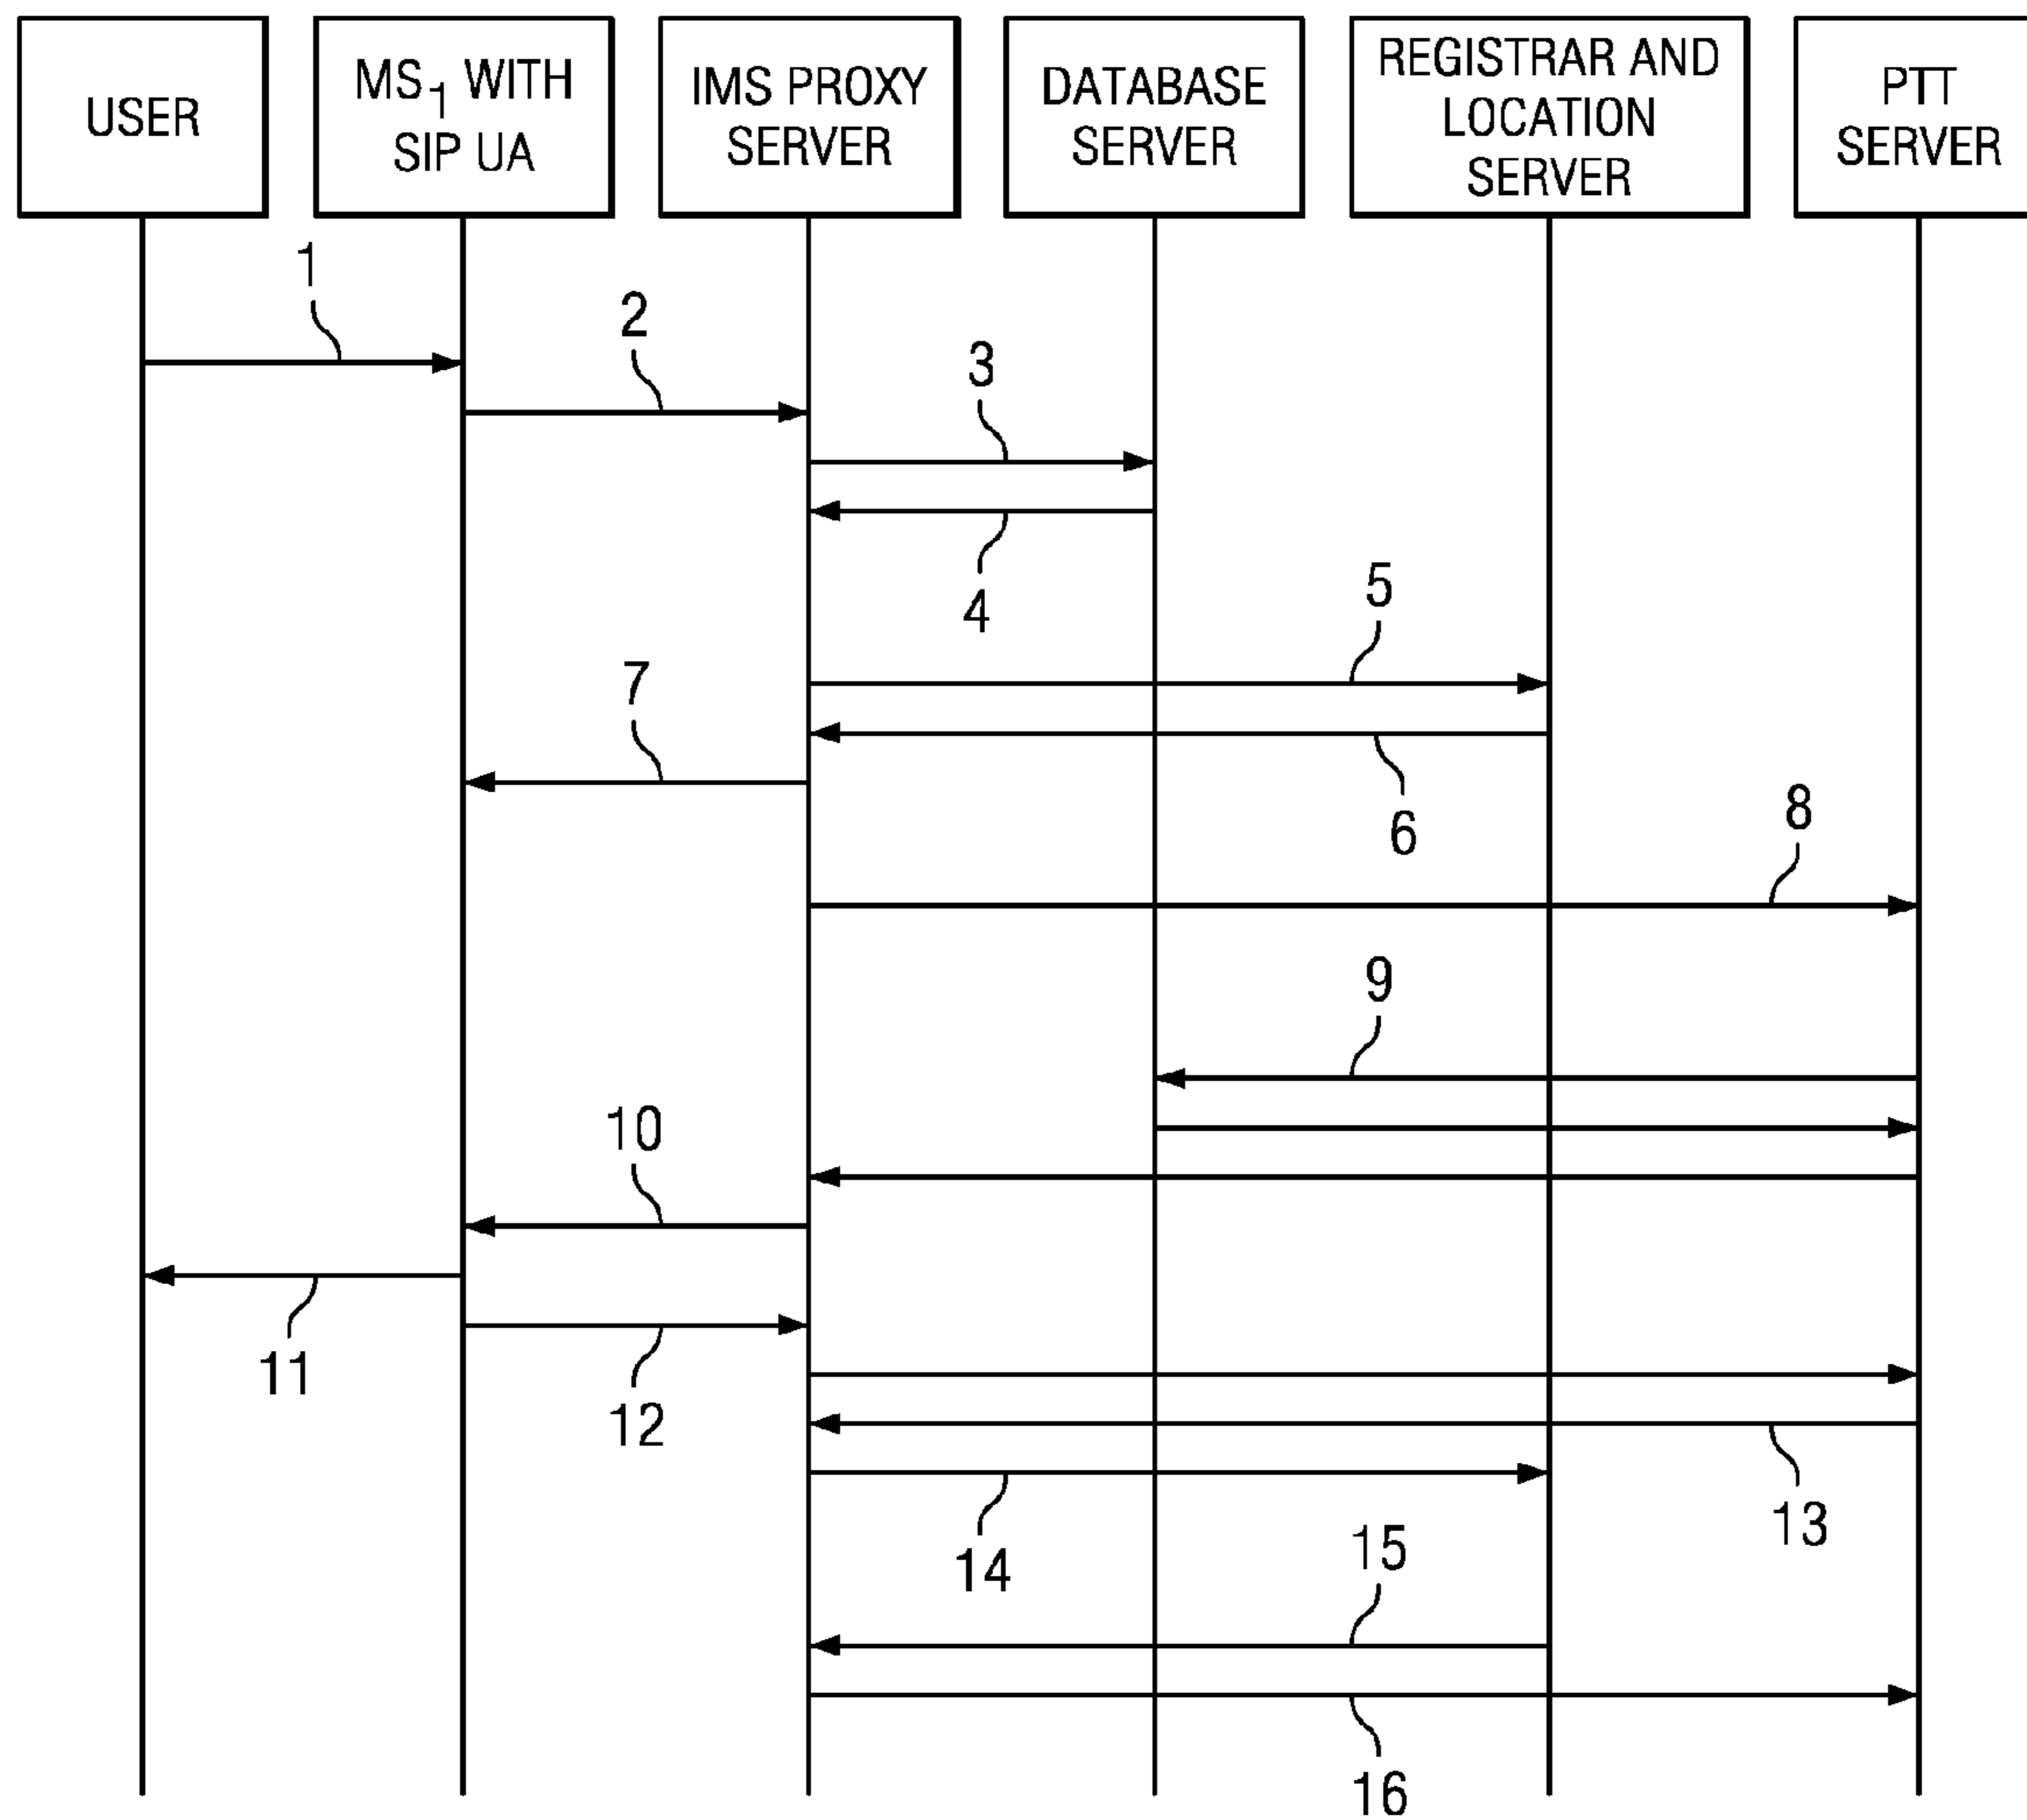 USER
MS1 WITH
SIP UA
IMS PROXY
SERVER
DATABASE
SERVER
REGISTRAR AND
LOCATION
SERVER
PTT
SERVER
1
2
3
4
5
7
6
8
9
10
11
12
13
14
15
16